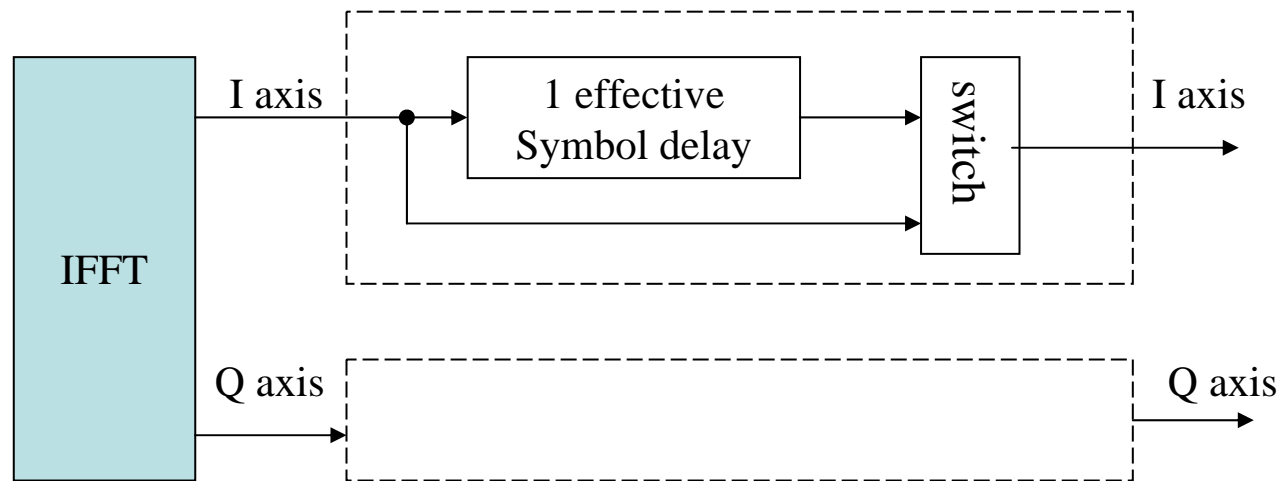 I axis
1 effective
Symbol delay
switch
I axis
IFFT
Q axis
Q axis